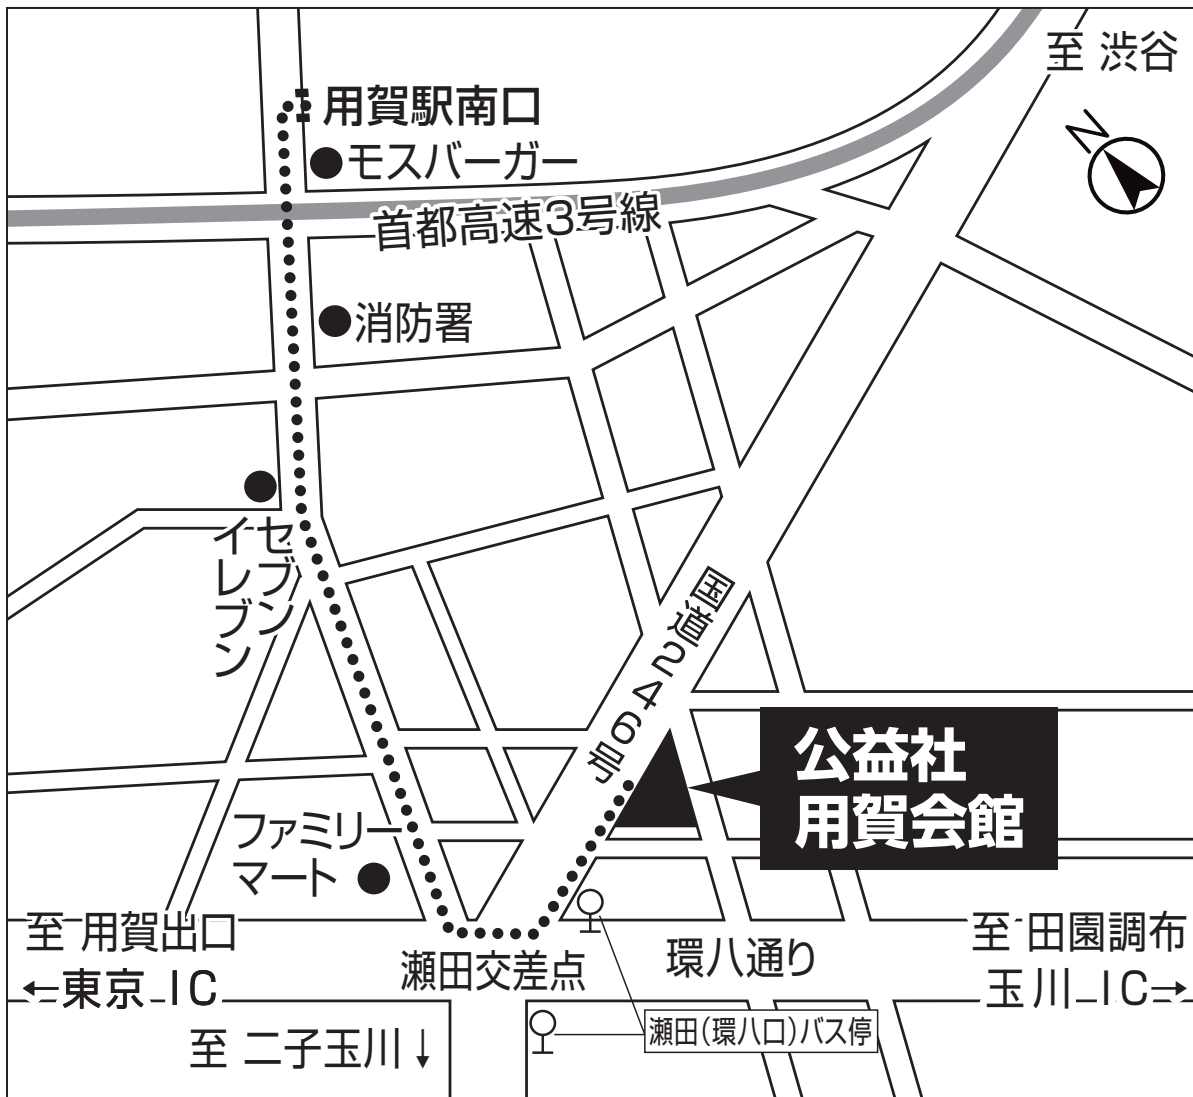 至 渋谷
N
用賀駅南口
モスバーガー
首都高速3号線
消防署
セブン
イレブン
国道246号
公益社
用賀会館
ファミリー
マート
至 用賀出口
←東京 IC
瀬田交差点
環八通り
至 田園調布
玉川 IC→
至 二子玉川↓
瀬田(環八口)バス停